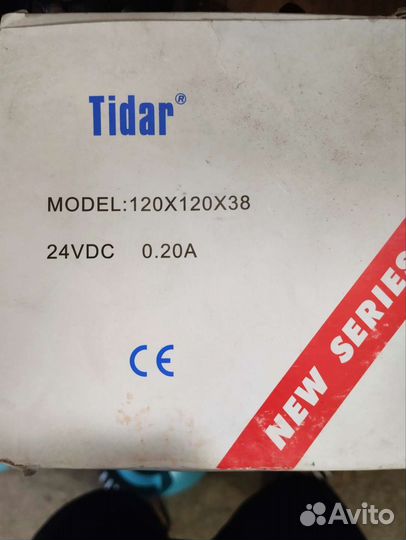 Tidar®
MODEL:120X120X38
24VDC 0.20A
CE
NEW SERIES
Avito